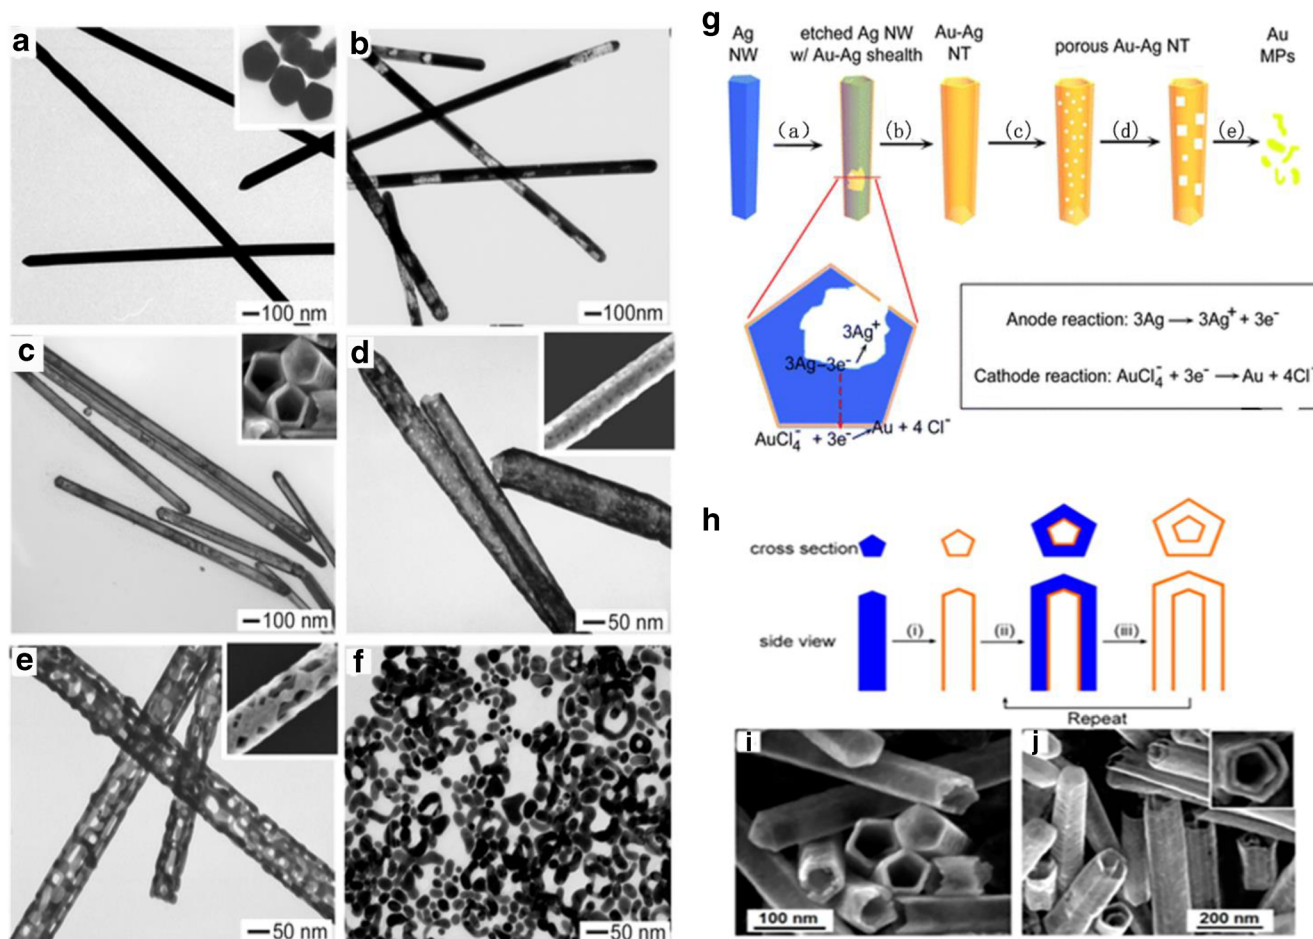 a
100 nm
b
100nm
c
100 nm
d
50 nm
e
50 nm
f
50 nm
g
Ag
NW
etched Ag NW
w/ Au-Ag shealth
Au-Ag
NT
porous Au-Ag NT
Au
MPs
(a)
(b)
(c)
(d)
(e)
3Ag⁺
3Ag–3e⁻
AuCl₄⁻ + 3e⁻ Au + 4 Cl⁻
Anode reaction: 3Ag → 3Ag⁺ + 3e⁻
Cathode reaction: AuCl₄⁻ + 3e⁻ → Au + 4Cl⁻
h
cross section
side view
(i)
(ii)
(iii)
Repeat
i
100 nm
j
200 nm